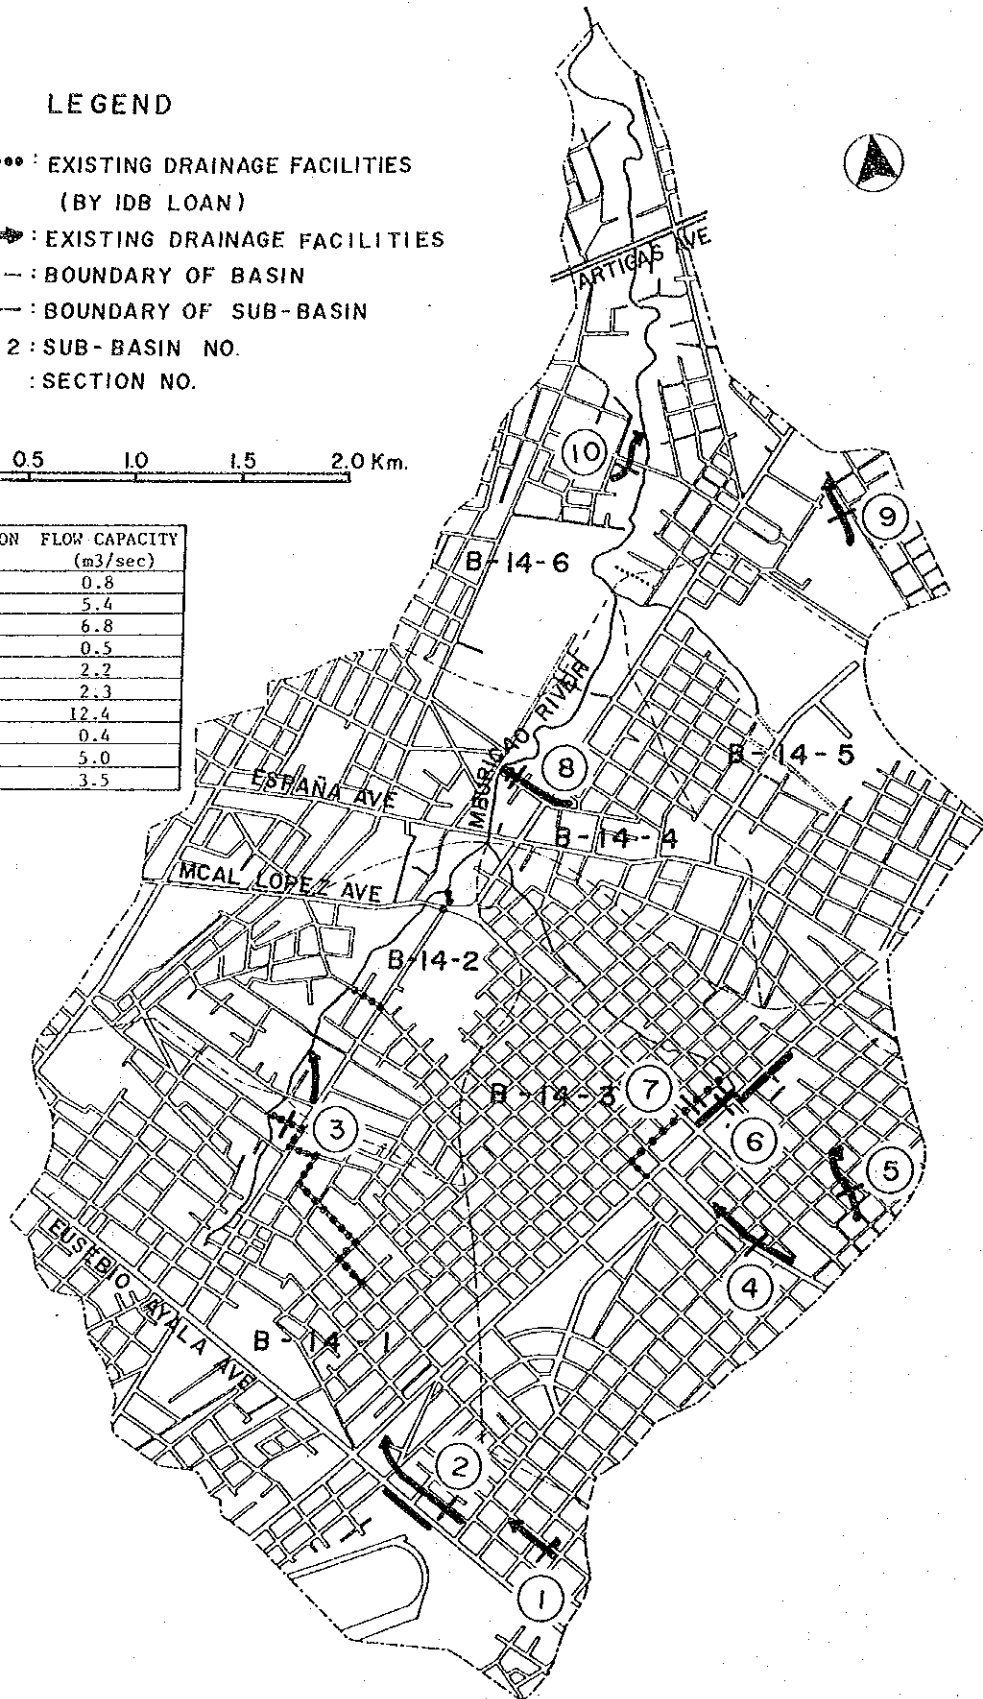 LEGEND
: EXISTING DRAINAGE FACILITIES
(BY IDB LOAN)
: EXISTING DRAINAGE FACILITIES
: BOUNDARY OF BASIN
: BOUNDARY OF SUB-BASIN
2 : SUB-BASIN NO.
: SECTION NO.
0.5 1.0 1.5 2.0 Km.
ON FLOW CAPACITY
(m3/sec)
0.8
5.4
6.8
0.5
2.2
2.3
12.4
0.4
5.0
3.5
ARTIGAS AVE
10
9
B-14-6
MBURICAO RIVER
8
B-14-5
ESPAÑA AVE
B-14-4
MCAL LOPEZ AVE
B-14-2
B-14-3
7
3
6
5
4
EUSEBIO AYALA AVE
B-14-1
2
1